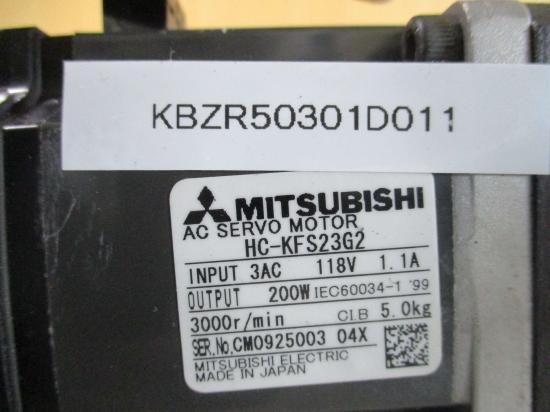 KBZR50301D011
MITSUBISHI
AC SERVO MOTOR
HC-KFS23G2
INPUT 3AC 118V 1.1A
OUTPUT 200W IEC60034-1 '99
3000r/min CI.B 5.0kg
SER.No.CM0925003 04X
MITSUBISHI ELECTRIC
MADE IN JAPAN